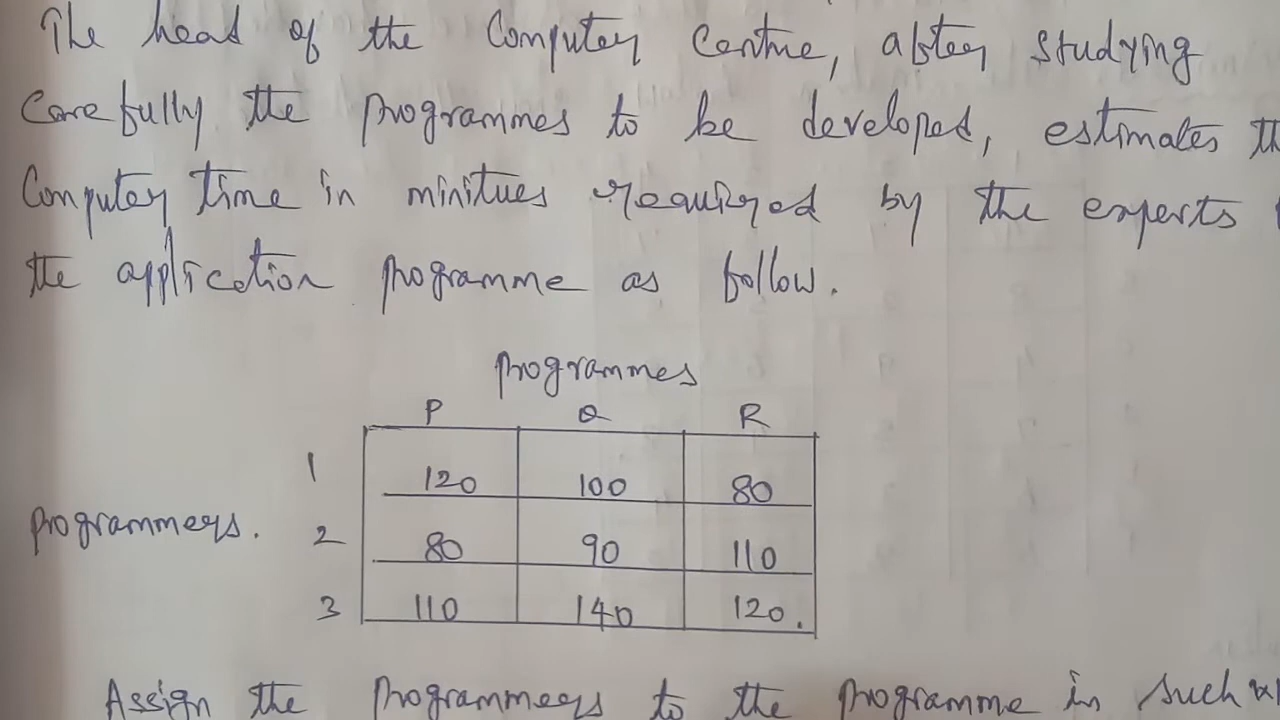 The head of the Computer Centre, after studying
Carefully the programmes to be developed, estimates
Computer time in minitues required by the experts
the application programme as follow.
Programmes
P Q R
1 120 100 80
Programmers. 2 80 90 110
3 110 140 120.
Assign the Programmers to the programme in such